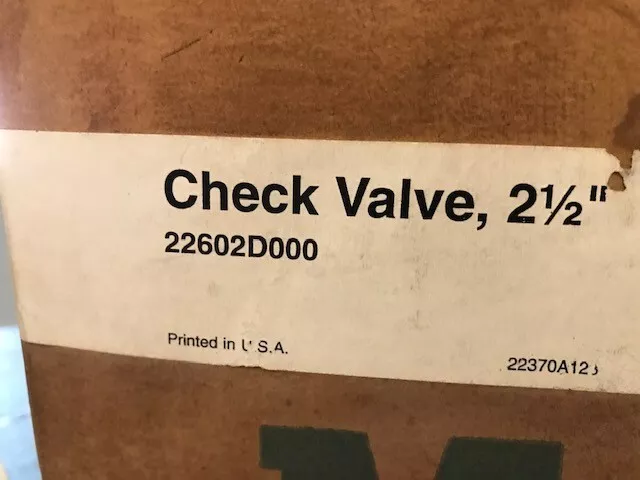 Check Valve, 2½"
22602D000
Printed in U.S.A.